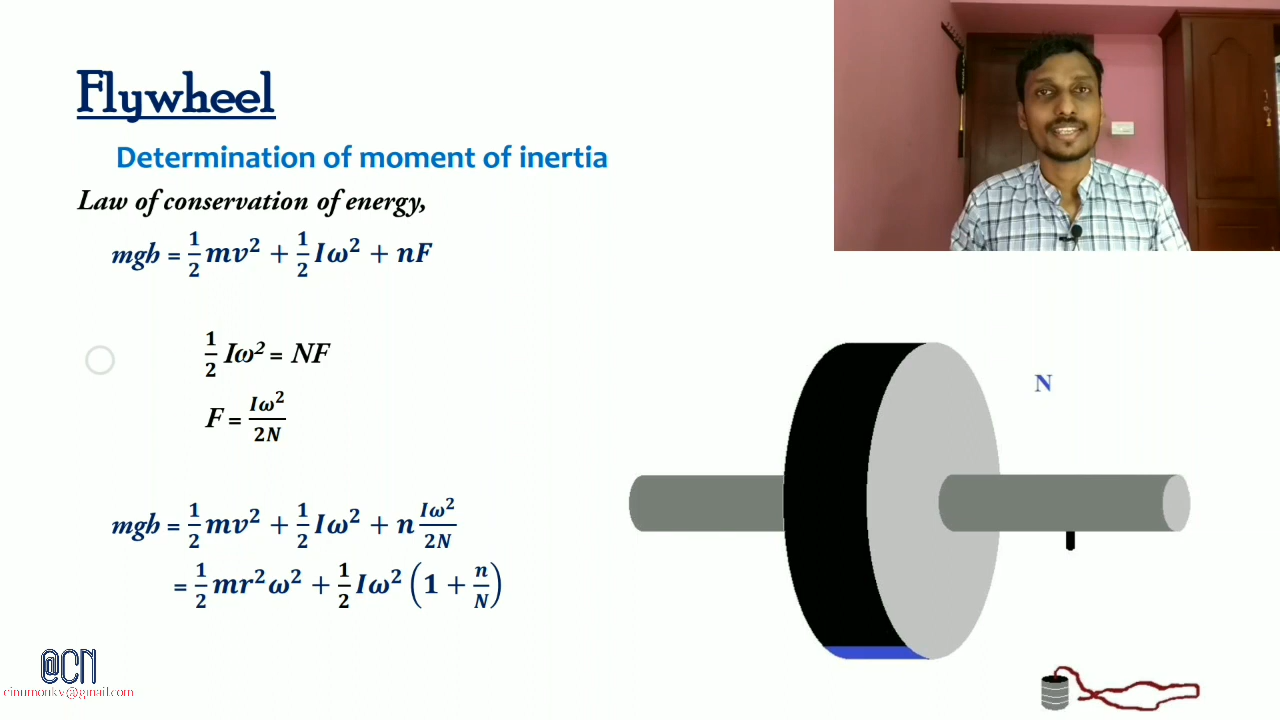 Flywheel
Determination of moment of inertia
Law of conservation of energy,
mgh = 1/2 mv² + 1/2 Iω² + nF
1/2 Iω² = NF
F = Iω²/2N
N
mgh = 1/2 mv² + 1/2 Iω² + n Iω²/2N
= 1/2 mr²ω² + 1/2 Iω² (1 + n/N)
@CN
cinumonkv@gmail.com